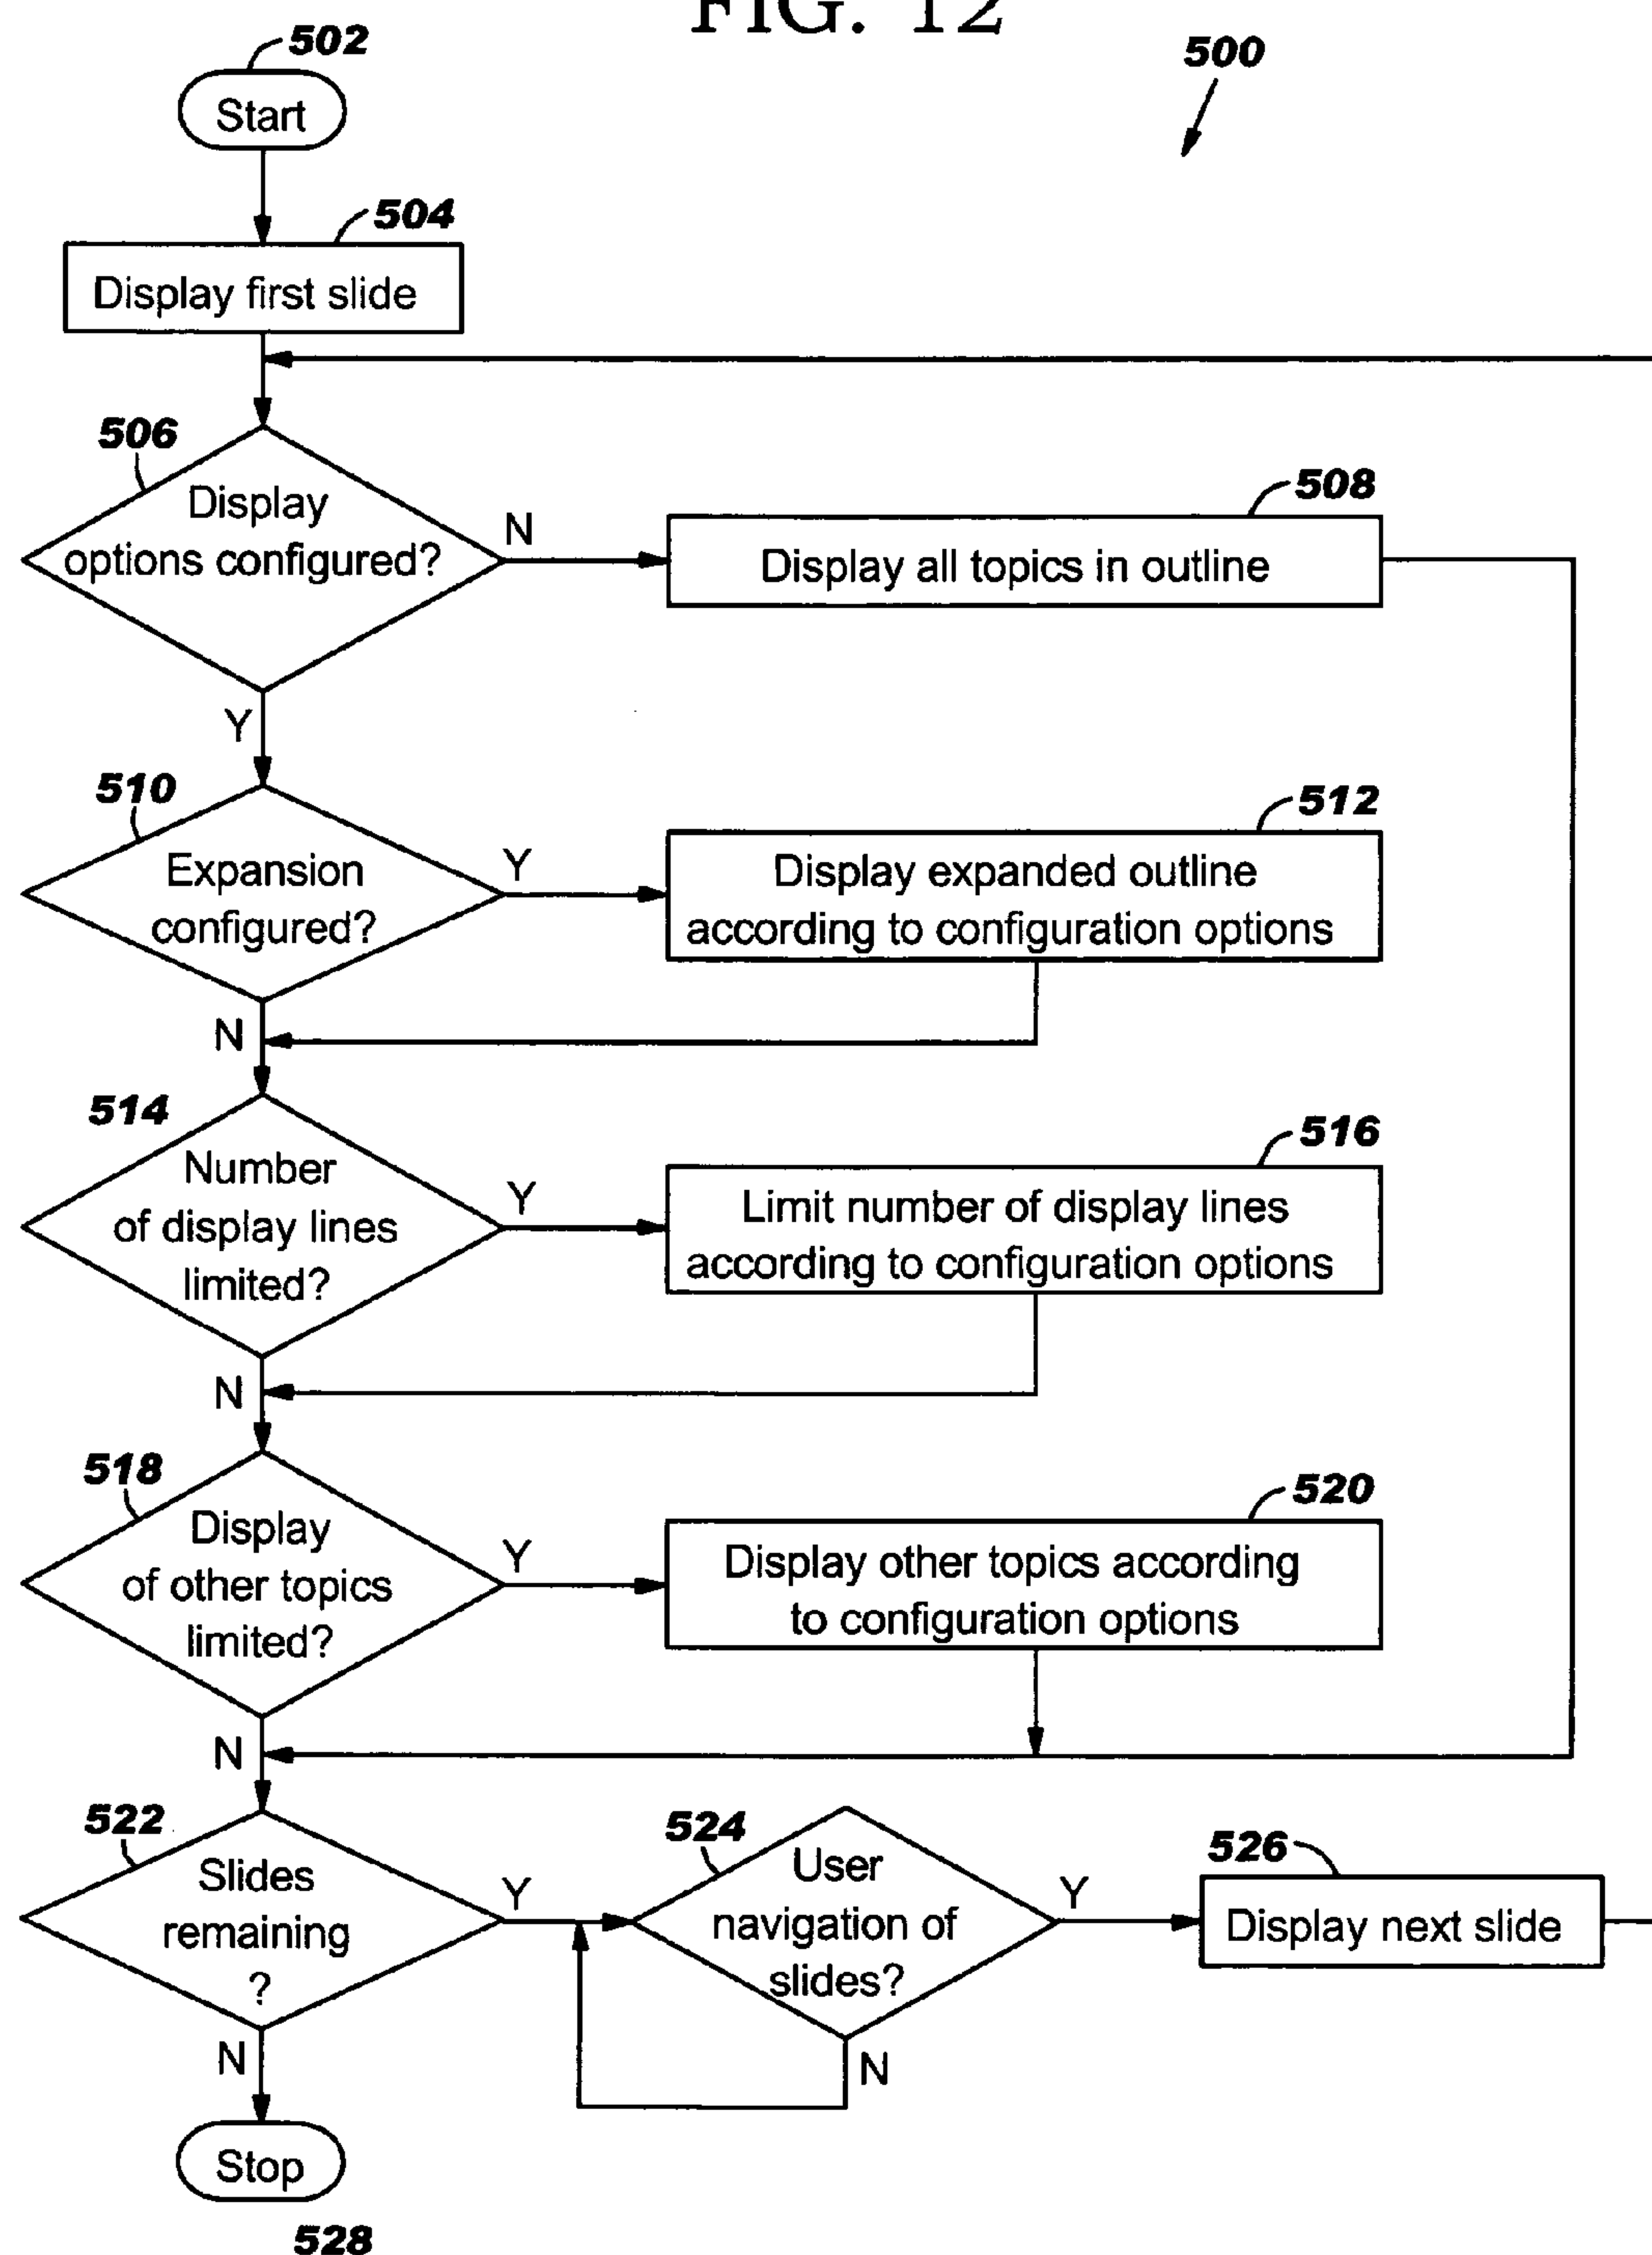 FIG. 12
500
502
Start
504
Display first slide
506
Display
options configured?
N
Y
508
Display all topics in outline
510
Expansion
configured?
Y
N
512
Display expanded outline
according to configuration options
514
Number
of display lines
limited?
Y
N
516
Limit number of display lines
according to configuration options
518
Display
of other topics
limited?
Y
N
520
Display other topics according
to configuration options
522
Slides
remaining
?
Y
N
524
User
navigation of
slides?
Y
N
526
Display next slide
Stop
528